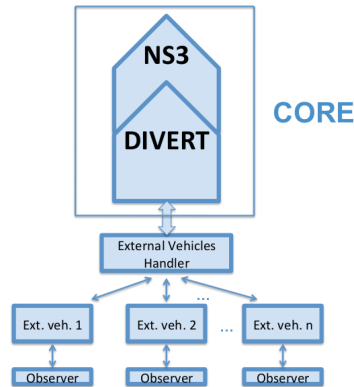 NS3
CORE
DIVERT
External Vehicles
Handler
...
Ext. veh. 1
Ext. veh. 2
...
Ext. veh. n
Observer
Observer
Observer